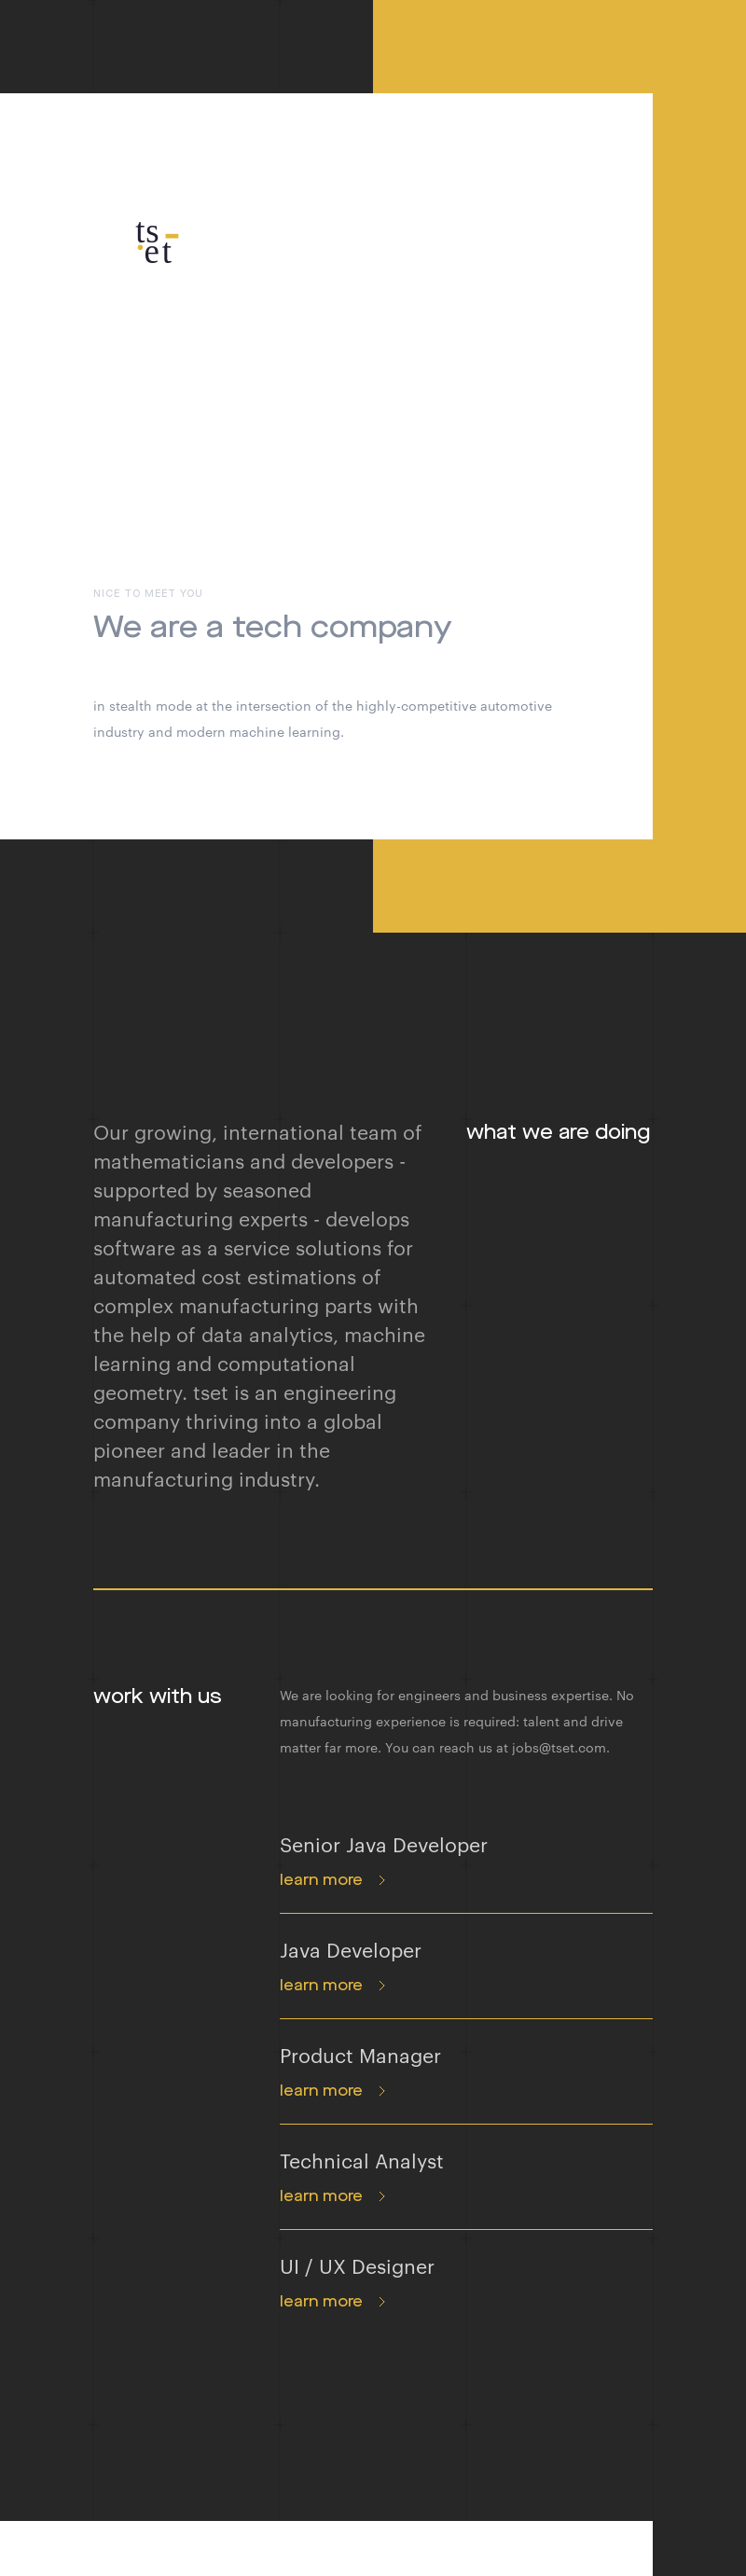 ts
et
NICE TO MEET YOU
We are a tech company
in stealth mode at the intersection of the highly-competitive automotive
industry and modern machine learning.
Our growing, international team of
mathematicians and developers -
supported by seasoned
manufacturing experts - develops
software as a service solutions for
automated cost estimations of
complex manufacturing parts with
the help of data analytics, machine
learning and computational
geometry. tset is an engineering
company thriving into a global
pioneer and leader in the
manufacturing industry.
what we are doing
work with us
We are looking for engineers and business expertise. No
manufacturing experience is required: talent and drive
matter far more. You can reach us at jobs@tset.com.
Senior Java Developer
learn more
Java Developer
learn more
Product Manager
learn more
Technical Analyst
learn more
UI / UX Designer
learn more